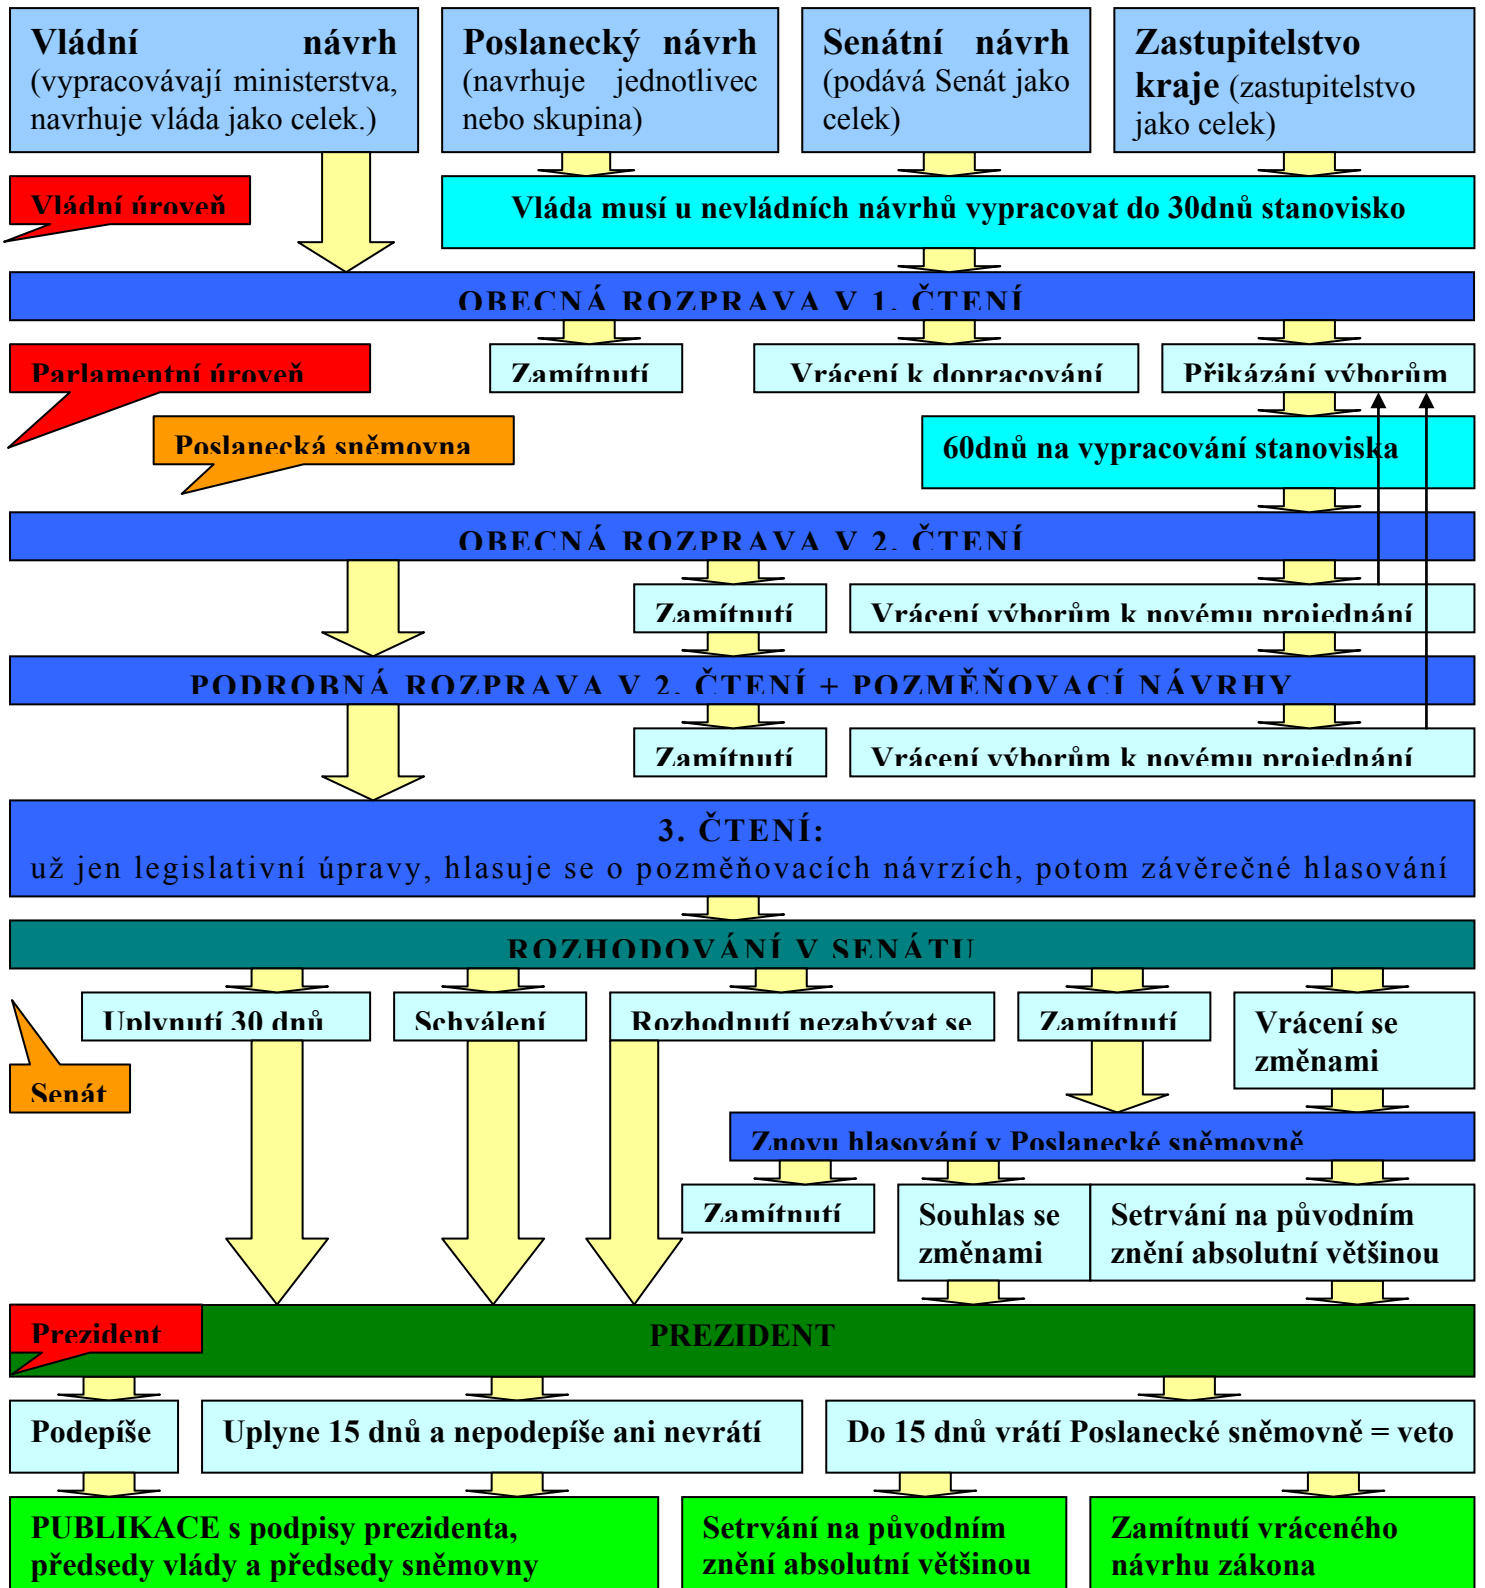 Vládní návrh
(vypracovávají ministerstva,
navrhuje vláda jako celek.)
Poslanecký návrh
(navrhuje jednotlivec
nebo skupina)
Senátní návrh
(podává Senát jako
celek)
Zastupitelstvo
kraje (zastupitelstvo
jako celek)
Vládní úroveň
Vláda musí u nevládních návrhů vypracovat do 30dnů stanovisko
OBECNÁ ROZPRAVA V 1. ČTENÍ
Parlamentní úroveň
Zamítnutí
Vrácení k dopracování
Přikázání výborům
Poslanecká sněmovna
60dnů na vypracování stanoviska
OBECNÁ ROZPRAVA V 2. ČTENÍ
Zamítnutí
Vrácení výborům k novému projednání
PODROBNÁ ROZPRAVA V 2. ČTENÍ + POZMĚŇOVACÍ NÁVRHY
Zamítnutí
Vrácení výborům k novému projednání
3. ČTENÍ:
už jen legislativní úpravy, hlasuje se o pozměňovacích návrzích, potom závěrečné hlasování
ROZHODOVÁNÍ V SENÁTU
Uplynutí 30 dnů
Schválení
Rozhodnutí nezabývat se
Zamítnutí
Vrácení se
změnami
Senát
Znovu hlasování v Poslanecké sněmovně
Zamítnutí
Souhlas se
změnami
Setrvání na původním
znění absolutní většinou
Prezident
PREZIDENT
Podepíše
Uplyne 15 dnů a nepodepíše ani nevrátí
Do 15 dnů vrátí Poslanecké sněmovně = veto
PUBLIKACE s podpisy prezidenta,
předsedy vlády a předsedy sněmovny
Setrvání na původním
znění absolutní většinou
Zamítnutí vráceného
návrhu zákona